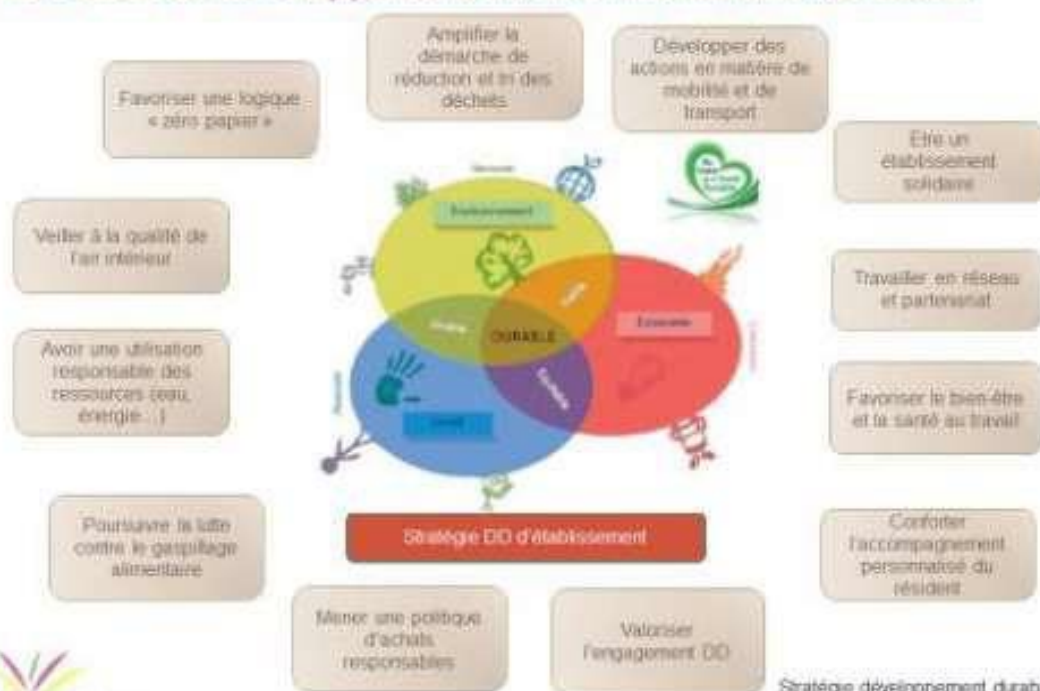 Amplifier la
démarche de
réduction et tri des
déchets
Développer des
actions en matière de
mobilité et de
transport
Favoriser une logique
« zéro papier »
Etre un
établissement
solidaire
Veiller à la qualité de
l'air intérieur
Environnement
Travailler en réseau
et partenariat
Economie
Vivable
DURABLE
Equitable
Avoir une utilisation
responsable des
ressources (eau,
énergie…)
Favoriser le bien-être
et la santé au travail
Poursuivre la lutte
contre le gaspillage
alimentaire
Stratégie DD d'établissement
Conforter
l'accompagnement
personnalisé du
résident
Mener une politique
d'achats
responsables
Valoriser
l'engagement DD
Stratégie développement durab